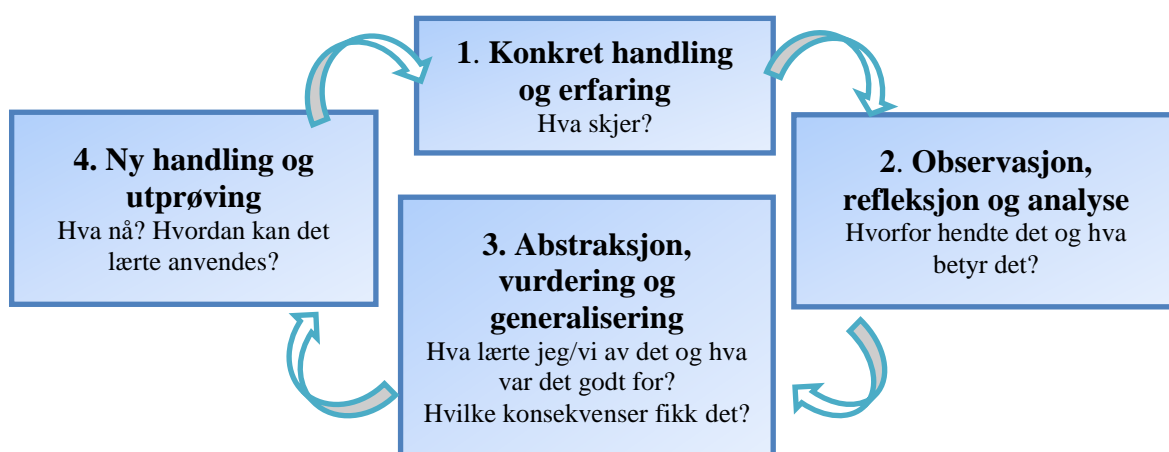 1. Konkret handling
og erfaring
Hva skjer?
2. Observasjon,
refleksjon og analyse
Hvorfor hendte det og hva
betyr det?
3. Abstraksjon,
vurdering og
generalisering
Hva lærte jeg/vi av det og hva
var det godt for?
Hvilke konsekvenser fikk det?
4. Ny handling og
utprøving
Hva nå? Hvordan kan det
lærte anvendes?